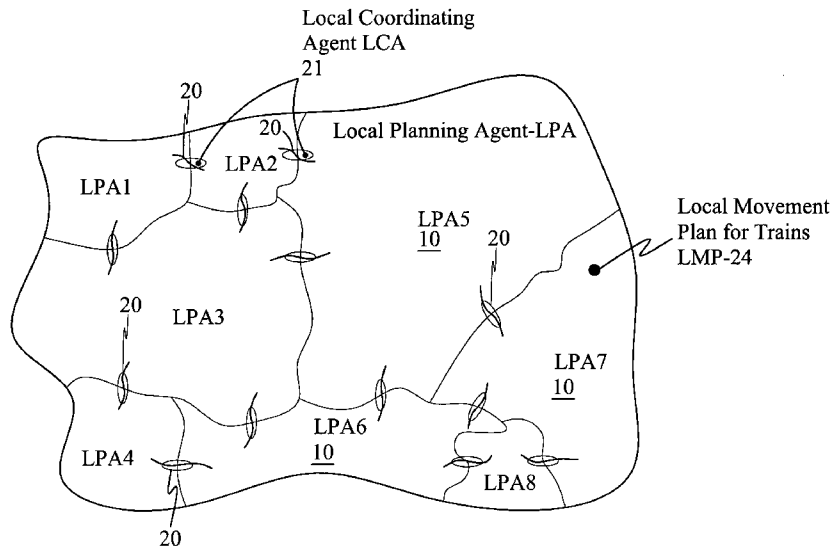 Local Coordinating
Agent LCA
21
20
20
Local Planning Agent-LPA
LPA1
LPA2
LPA5
10
20
Local Movement
Plan for Trains
LMP-24
20
LPA3
LPA7
10
LPA6
10
LPA4
LPA8
20